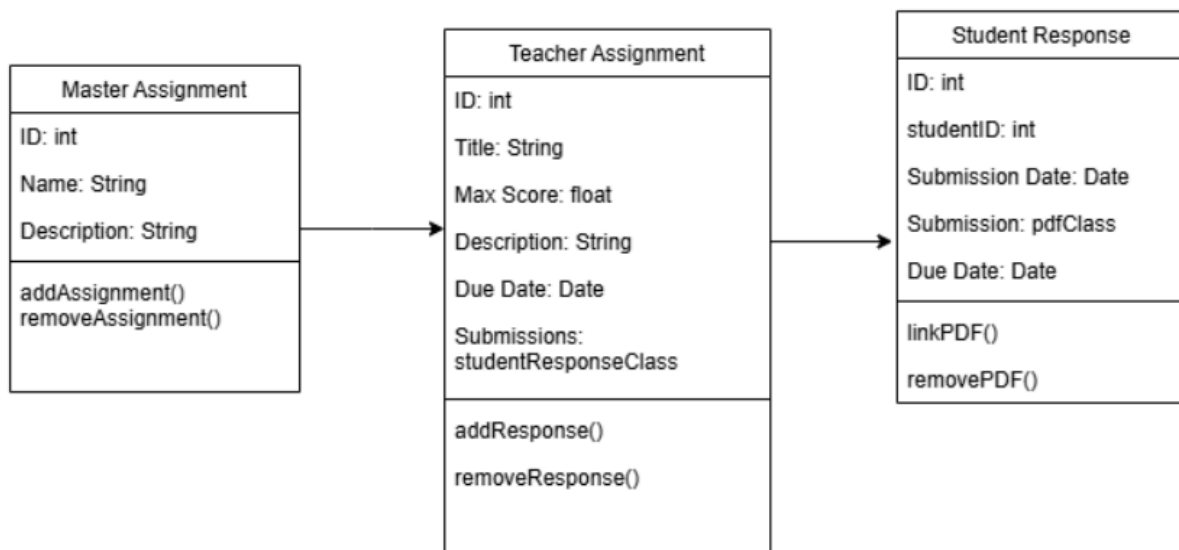 Master Assignment
ID: int
Name: String
Description: String
addAssignment()
removeAssignment()
Teacher Assignment
ID: int
Title: String
Max Score: float
Description: String
Due Date: Date
Submissions:
studentResponseClass
addResponse()
removeResponse()
Student Response
ID: int
studentID: int
Submission Date: Date
Submission: pdfClass
Due Date: Date
linkPDF()
removePDF()